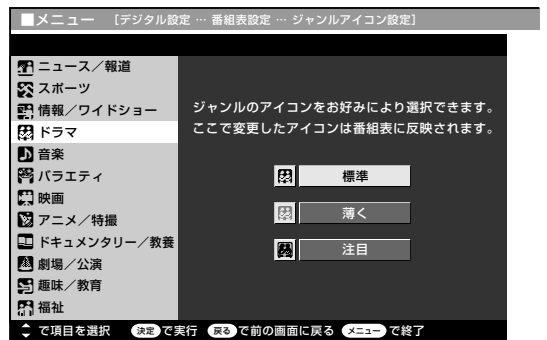 メニュー [デジタル設定 … 番組表設定 … ジャンルアイコン設定]
ニュース／報道
スポーツ
情報／ワイドショー
ドラマ
音楽
バラエティ
映画
アニメ／特撮
ドキュメンタリー／教養
劇場／公演
趣味／教育
福祉
ジャンルのアイコンをお好みにより選択できます。
ここで変更したアイコンは番組表に反映されます。
標準
薄く
注目
で項目を選択 決定 で実行 戻る で前の画面に戻る メニュー で終了